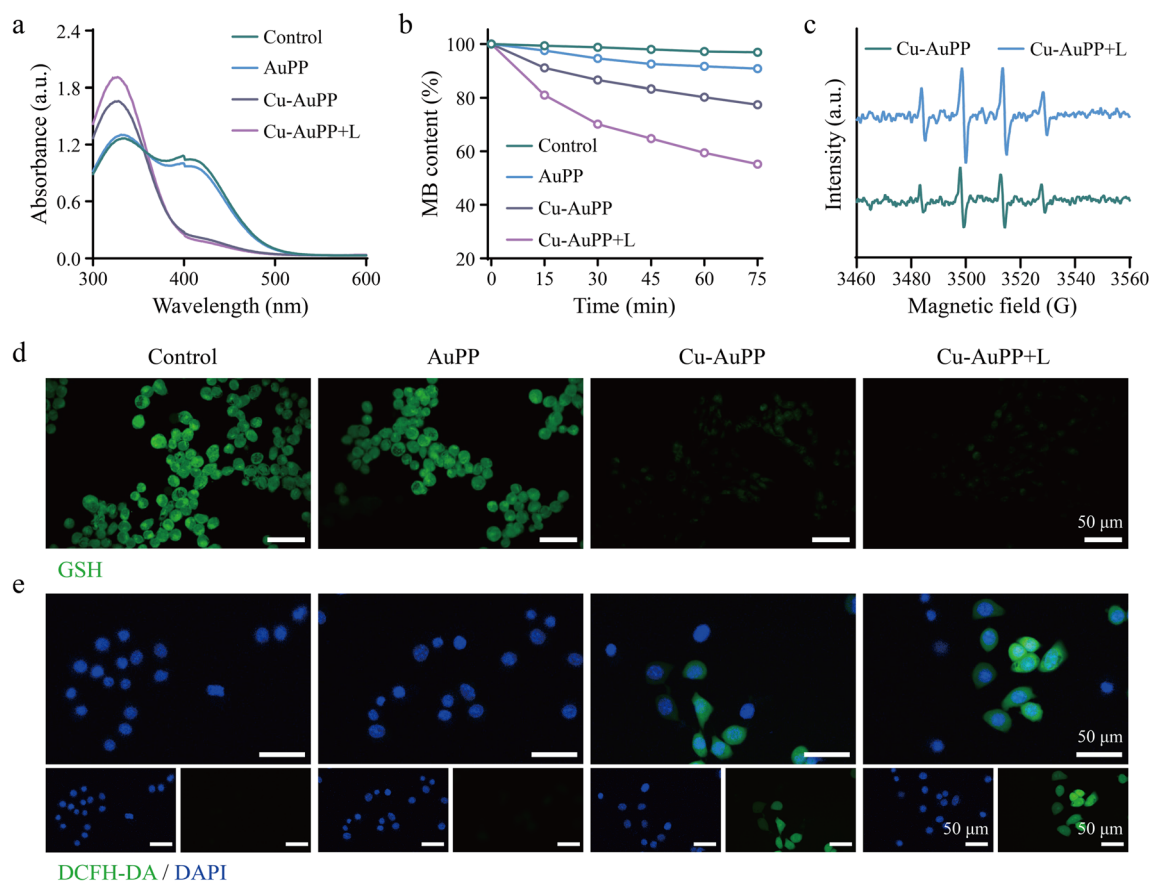 a
2.4
1.8
1.2
0.6
0.0
300
400
500
600
Absorbance (a.u.)
Wavelength (nm)
Control
AuPP
Cu-AuPP
Cu-AuPP+L
b
100
80
60
40
20
0
15
30
45
60
75
MB content (%)
Time (min)
Control
AuPP
Cu-AuPP
Cu-AuPP+L
c
Cu-AuPP
Cu-AuPP+L
Intensity (a.u.)
3460
3480
3500
3520
3540
3560
Magnetic field (G)
d
Control
AuPP
Cu-AuPP
Cu-AuPP+L
50 μm
GSH
e
50 μm
50 μm
50 μm
DCFH-DA / DAPI